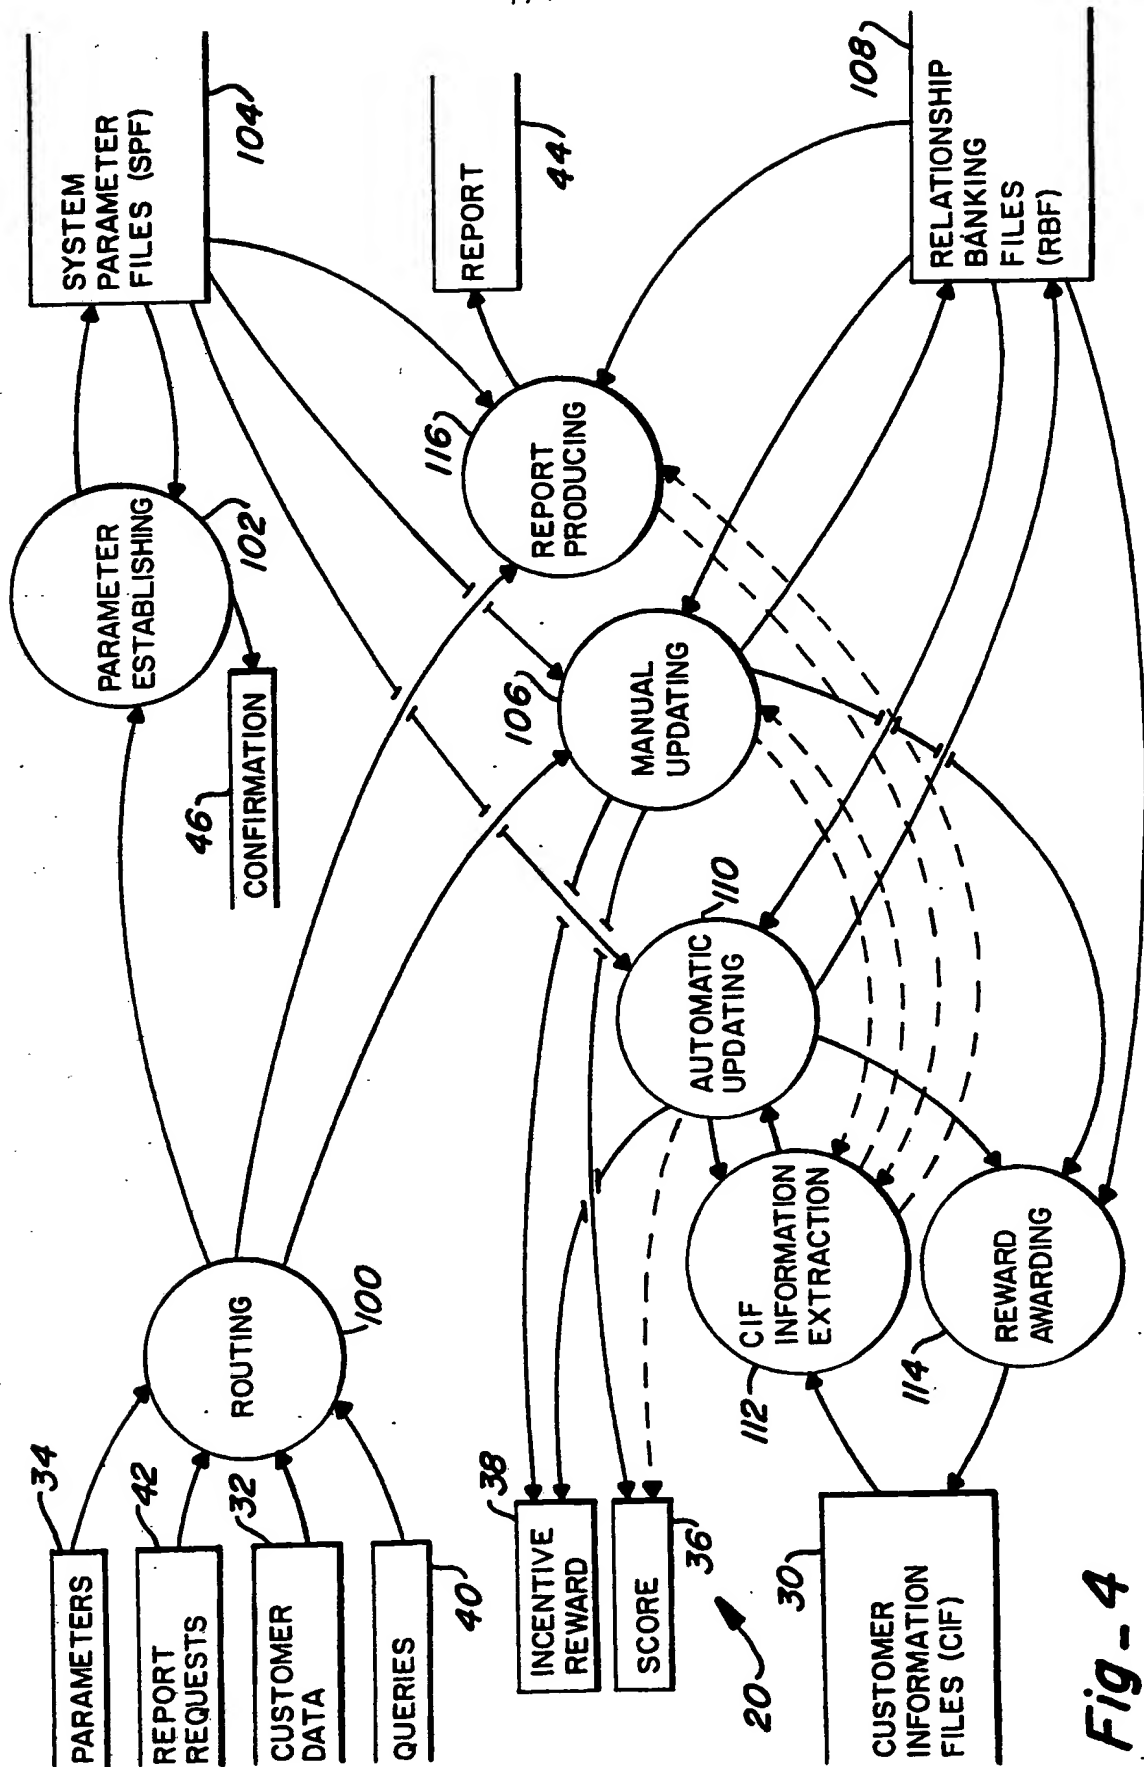 PARAMETERS
34
REPORT
REQUESTS
42
CUSTOMER
DATA
32
QUERIES
40
ROUTING
100
PARAMETER
ESTABLISHING
102
CONFIRMATION
46
SYSTEM
PARAMETER
FILES (SPF)
104
REPORT
44
REPORT
PRODUCING
116
MANUAL
UPDATING
106
AUTOMATIC
UPDATING
110
INCENTIVE
REWARD
38
SCORE
36
20
CIF
INFORMATION
EXTRACTION
112
REWARD
AWARDING
114
CUSTOMER
INFORMATION
FILES (CIF)
30
RELATIONSHIP
BANKING
FILES
(RBF)
108
Fig-4